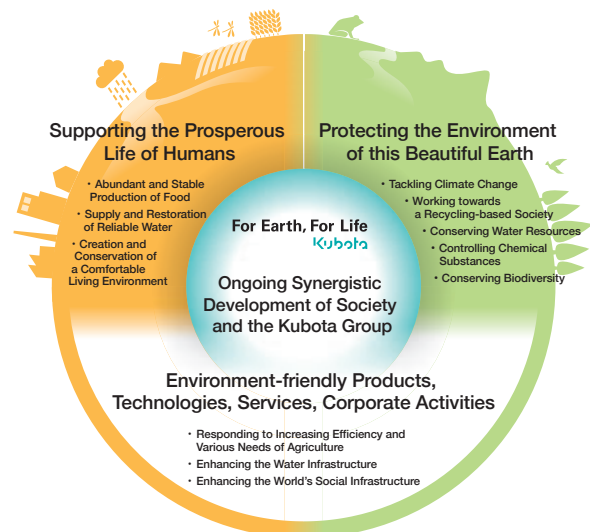 Supporting the Prosperous
Life of Humans
・Abundant and Stable
Production of Food
・Supply and Restoration
of Reliable Water
・Creation and
Conservation of
a Comfortable
Living Environment
Protecting the Environment
of this Beautiful Earth
・Tackling Climate Change
・Working towards
a Recycling-based Society
・Conserving Water Resources
・Controlling Chemical
Substances
・Conserving Biodiversity
For Earth, For Life
Kubota
Ongoing Synergistic
Development of Society
and the Kubota Group
Environment-friendly Products,
Technologies, Services, Corporate Activities
・Responding to Increasing Efficiency and
Various Needs of Agriculture
・Enhancing the Water Infrastructure
・Enhancing the World's Social Infrastructure